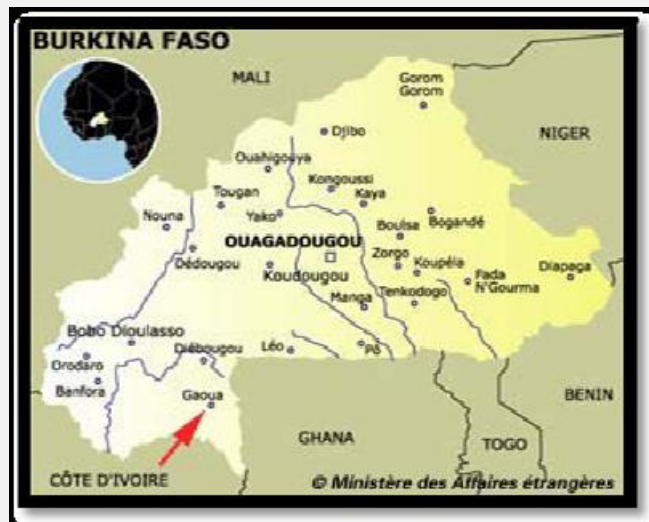 BURKINA FASO
MALI
Gorom
Gorom
NIGER
Djibo
Ouahigouya
Kongoussi
Tougan
Kaya
Nouna
Yako
Bogandé
Boulsa
OUAGADOUGOU
Zorgo
Dédougou
Koudougou
Koupéla
Fada
N'Gourma
Diapaga
Manga
Tenkodogo
Bobo Dioulasso
Diébougou
Léo
Pô
Orodaro
Banfora
Gaoua
BENIN
GHANA
TOGO
CÔTE D'IVOIRE
© Ministère des Affaires étrangères